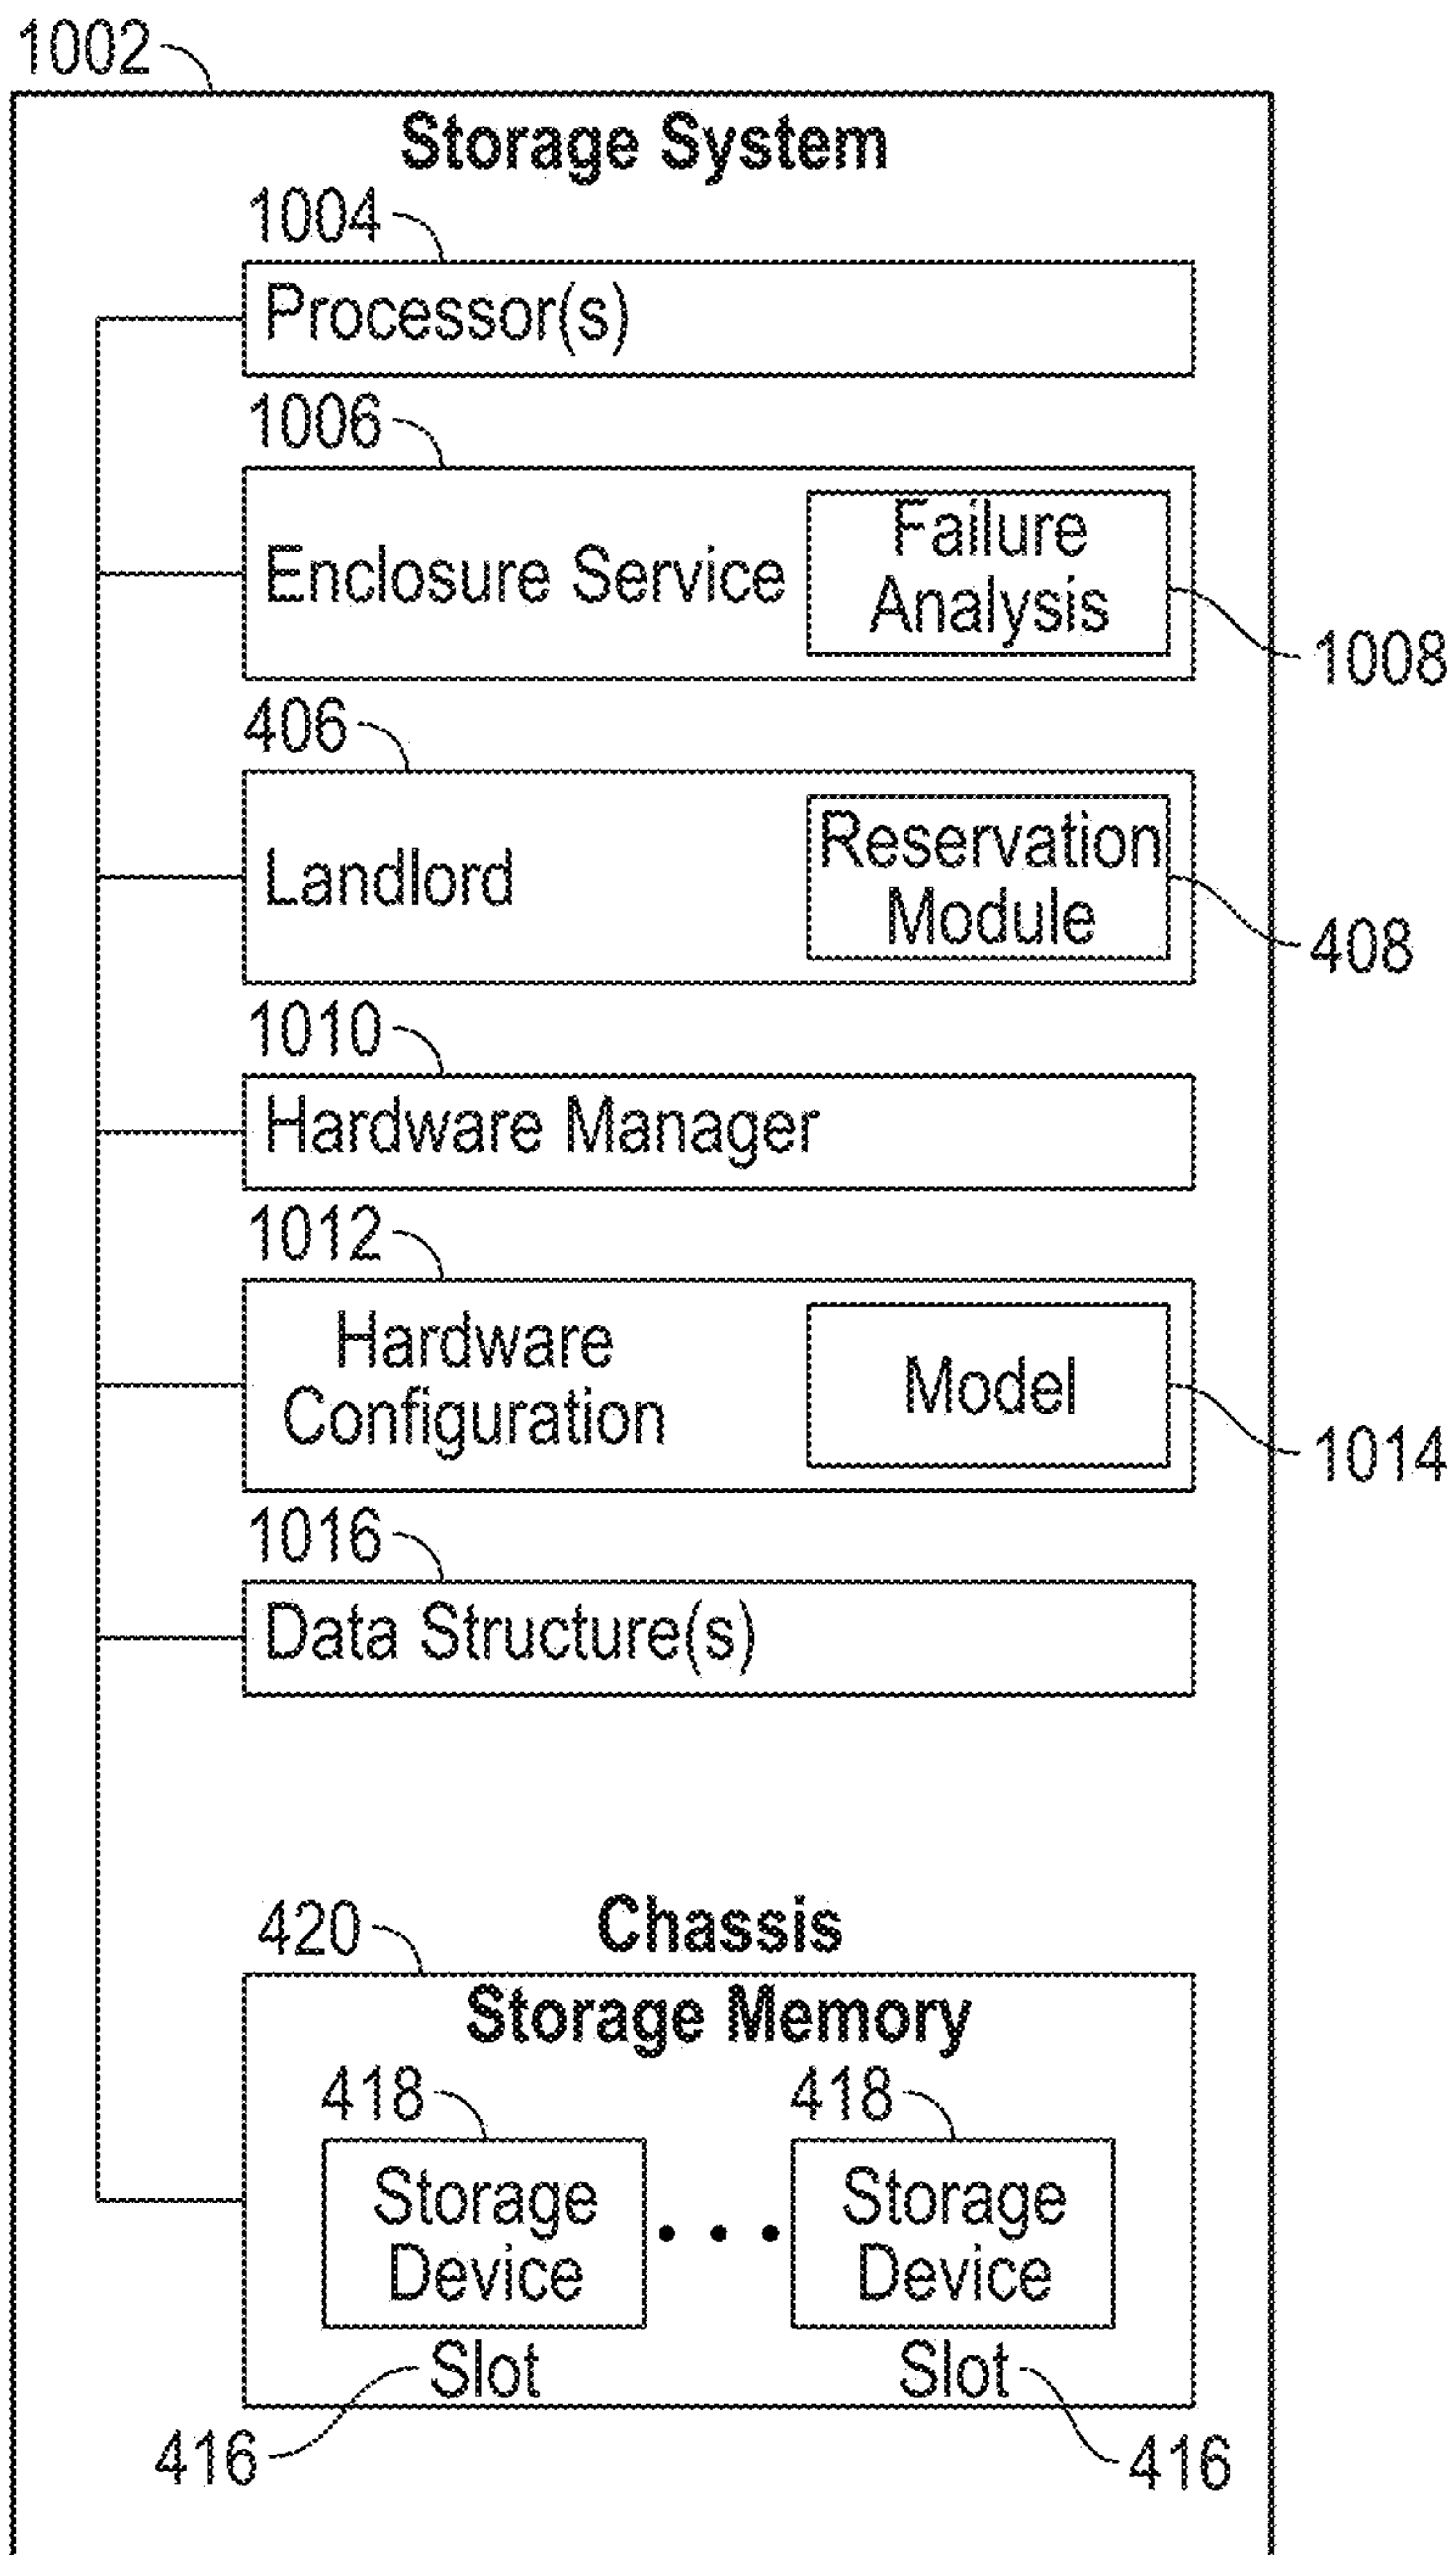 1002
Storage System
1004
Processor(s)
1006
Enclosure Service
Failure
Analysis
1008
406
Landlord
Reservation
Module
408
1010
Hardware Manager
1012
Hardware
Configuration
Model
1014
1016
Data Structure(s)
420
Chassis
Storage Memory
418
418
Storage
Device
Storage
Device
Slot
Slot
416
416